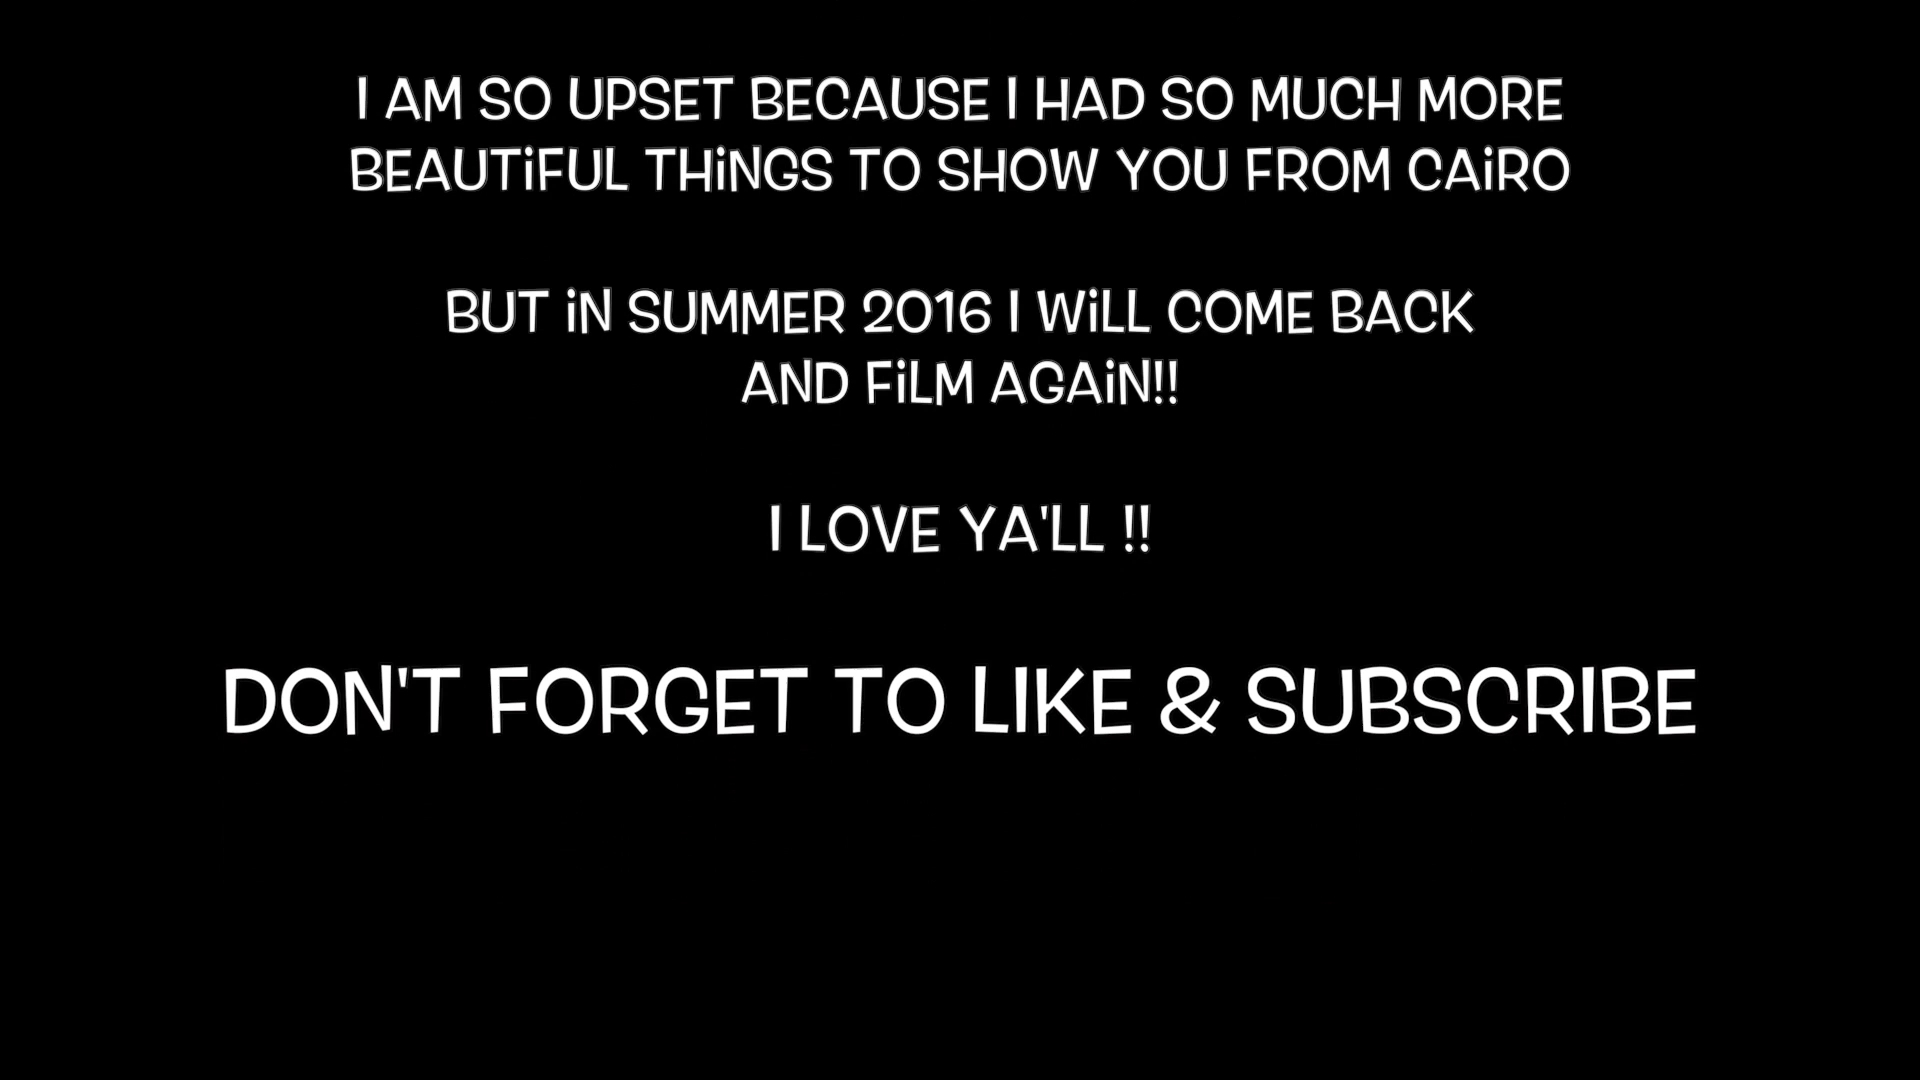 I AM SO UPSET BECAUSE I HAD SO MUCH MORE
BEAUTiFUL THiNGS TO SHOW YOU FROM CAiRO
BUT iN SUMMER 2016 I WiLL COME BACK
AND FiLM AGAiN!!
I LOVE YA'LL !!
DON'T FORGET TO LIKE & SUBSCRIBE